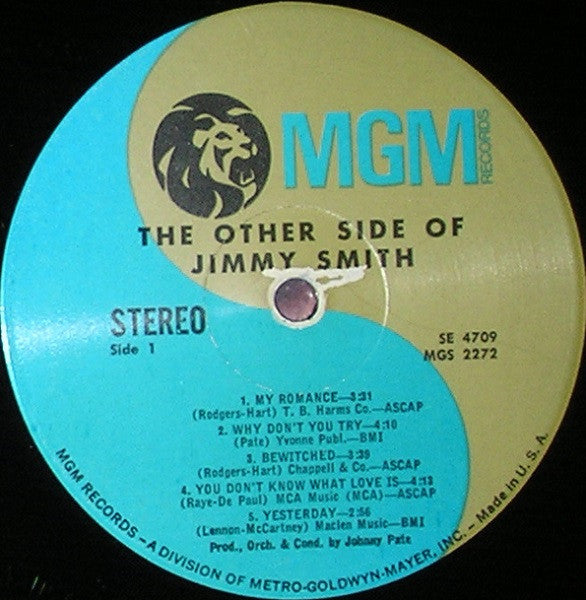 MGM RECORDS
THE OTHER SIDE OF
JIMMY SMITH
STEREO
Side 1
SE 4709
MGS 2272
1. MY ROMANCE—3:31
(Rodgers-Hart) T. B. Harms Co.—ASCAP
2. WHY DON'T YOU TRY—4:10
(Pate) Yvonne Publ.—BMI
3. BEWITCHED—3:39
(Rodgers-Hart) Chappell & Co.—ASCAP
4. YOU DON'T KNOW WHAT LOVE IS—4:13
(Raye-De Paul) MCA Music (MCA)—ASCAP
5. YESTERDAY—2:56
(Lennon-McCartney) Maclen Music—BMI
Prod., Orch. & Cond. by Johnny Pate
MGM RECORDS—A DIVISION OF METRO-GOLDWYN-MAYER, INC. — Made in U.S.A.